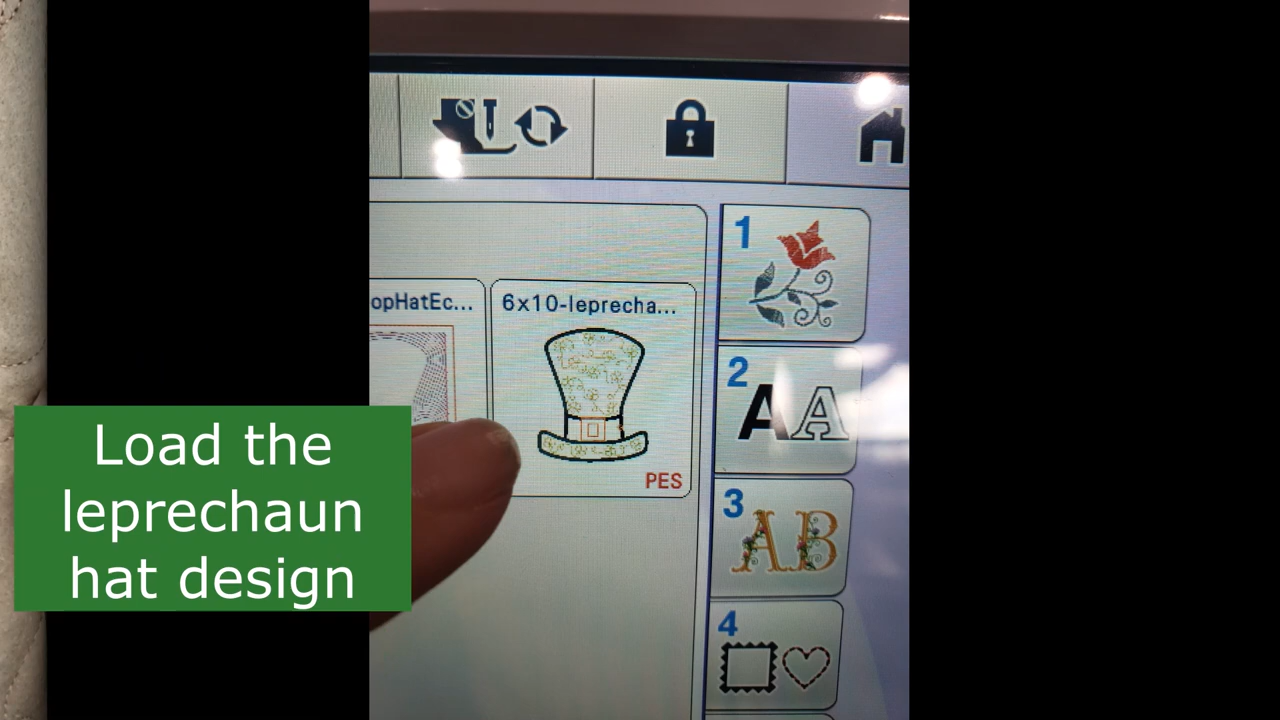 opHatEc...
6x10-leprecha...
PES
1
2
AA
3
AB
4
Load the
leprechaun
hat design